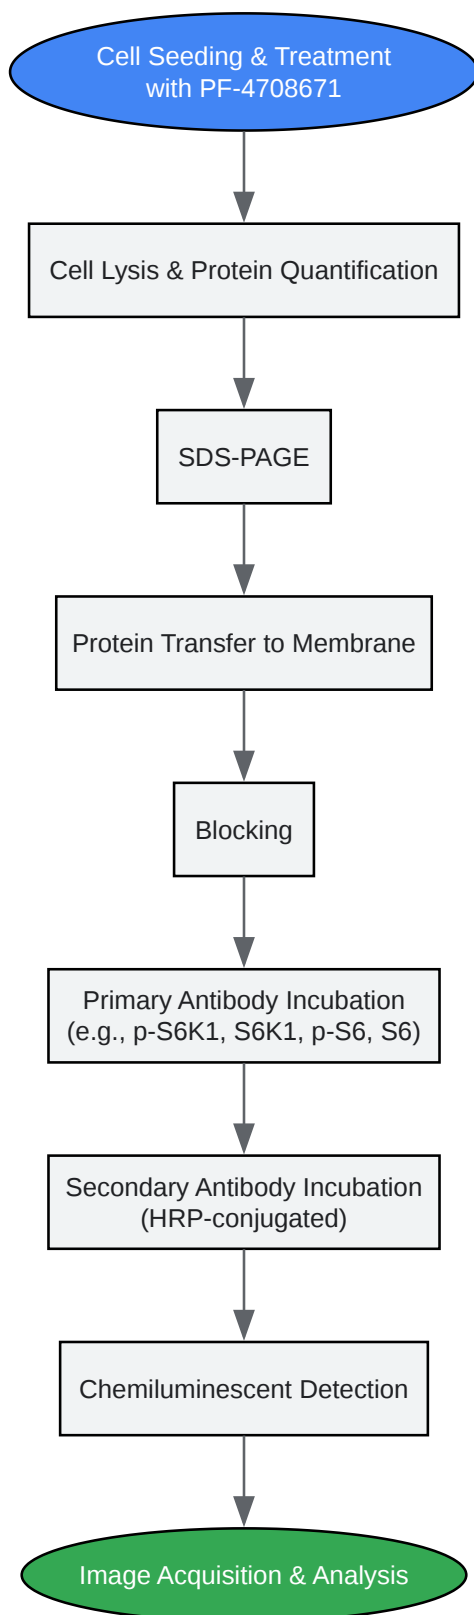 Cell Seeding & Treatment
with PF-4708671
Cell Lysis & Protein Quantification
SDS-PAGE
Protein Transfer to Membrane
Blocking
Primary Antibody Incubation
(e.g., p-S6K1, S6K1, p-S6, S6)
Secondary Antibody Incubation
(HRP-conjugated)
Chemiluminescent Detection
Image Acquisition & Analysis